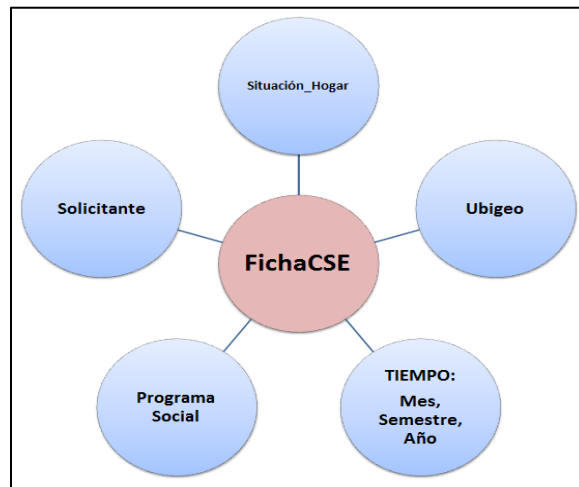 Situación_Hogar
Solicitante
Ubigeo
FichaCSE
Programa
Social
TIEMPO:
Mes,
Semestre,
Año